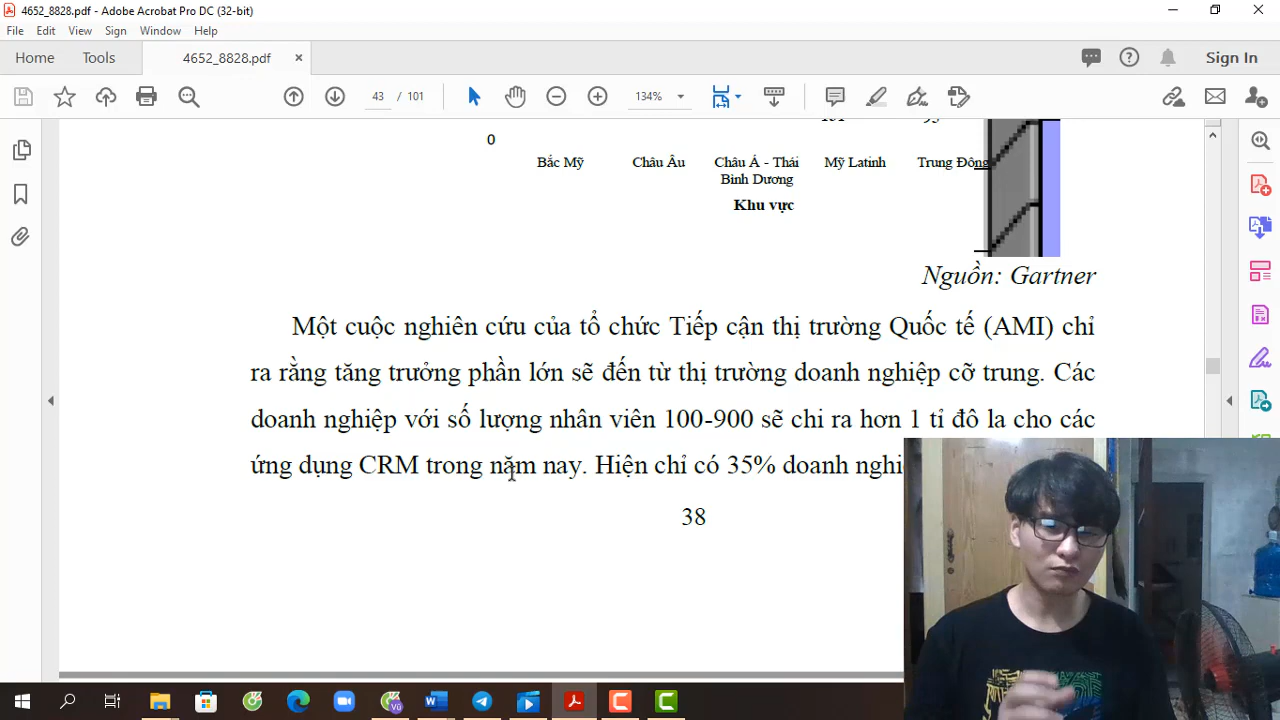 4652_8828.pdf - Adobe Acrobat Pro DC (32-bit)
File Edit View Sign Window Help
Home Tools 4652_8828.pdf × Sign In
43 / 101 134%
0
Bắc Mỹ Châu Âu Châu Á - Thái Mỹ Latinh Trung Đông
Bình Dương
Khu vực
Nguồn: Gartner
Một cuộc nghiên cứu của tổ chức Tiếp cận thị trường Quốc tế (AMI) chỉ
ra rằng tăng trưởng phần lớn sẽ đến từ thị trường doanh nghiệp cỡ trung. Các
doanh nghiệp với số lượng nhân viên 100-900 sẽ chi ra hơn 1 tỉ đô la cho các
ứng dụng CRM trong năm nay. Hiện chỉ có 35% doanh
38